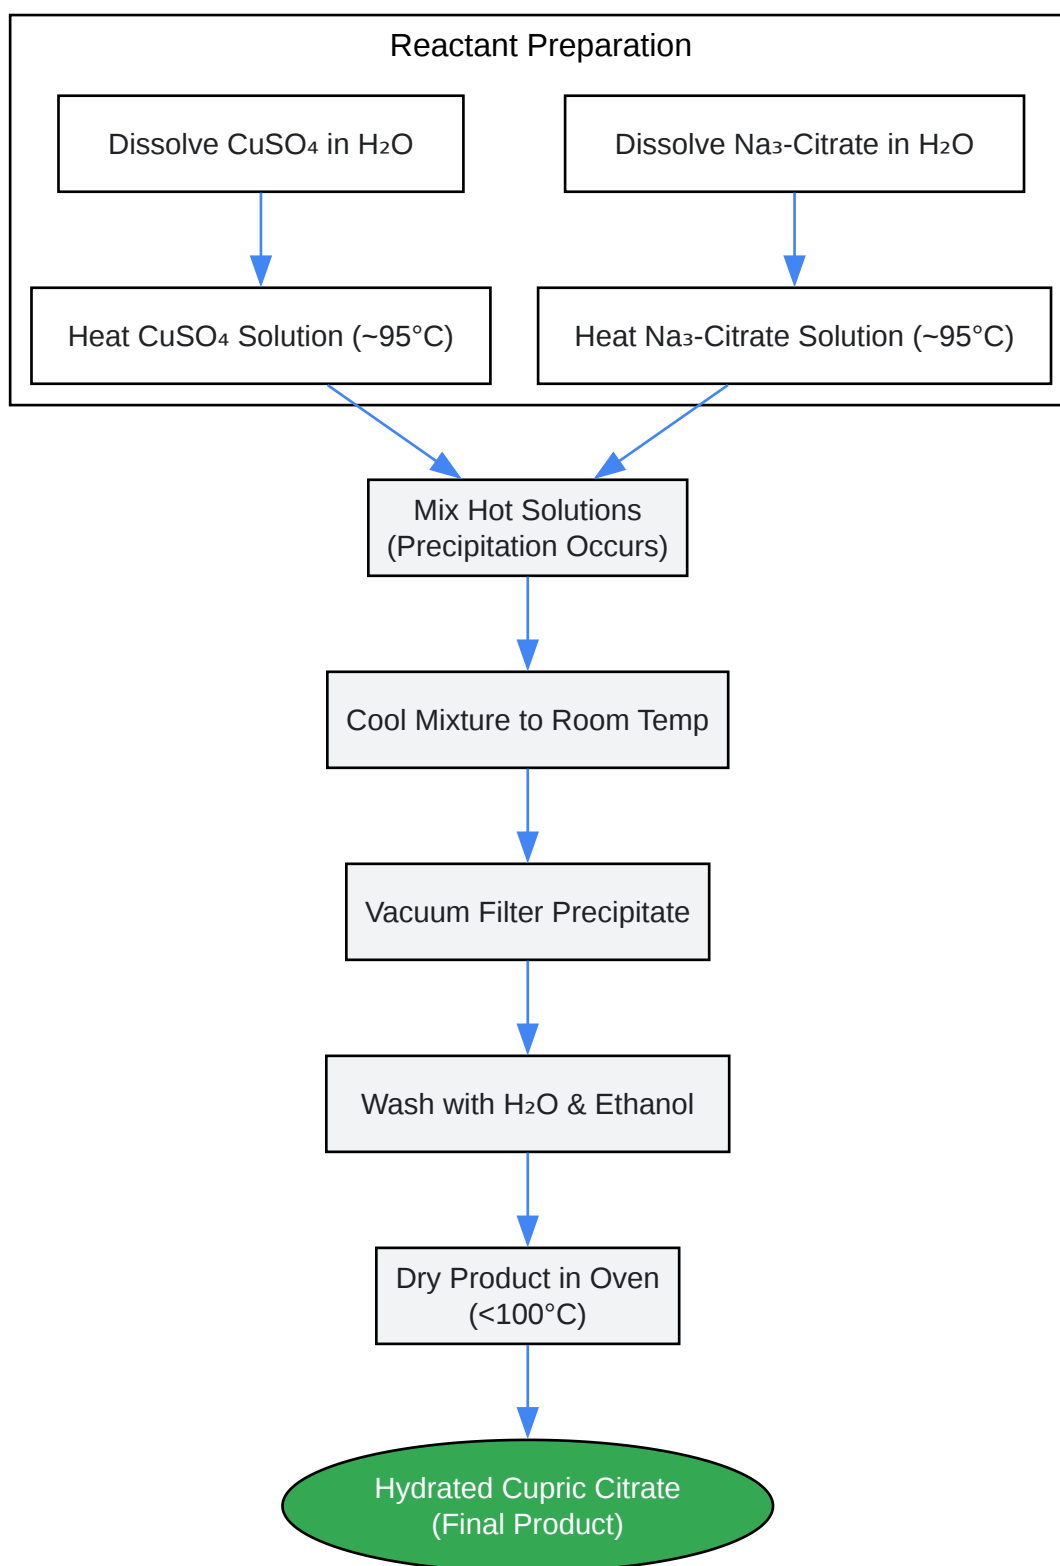 Reactant Preparation
Dissolve CuSO₄ in H₂O
Dissolve Na₃-Citrate in H₂O
Heat CuSO₄ Solution (~95°C)
Heat Na₃-Citrate Solution (~95°C)
Mix Hot Solutions
(Precipitation Occurs)
Cool Mixture to Room Temp
Vacuum Filter Precipitate
Wash with H₂O & Ethanol
Dry Product in Oven
(<100°C)
Hydrated Cupric Citrate
(Final Product)